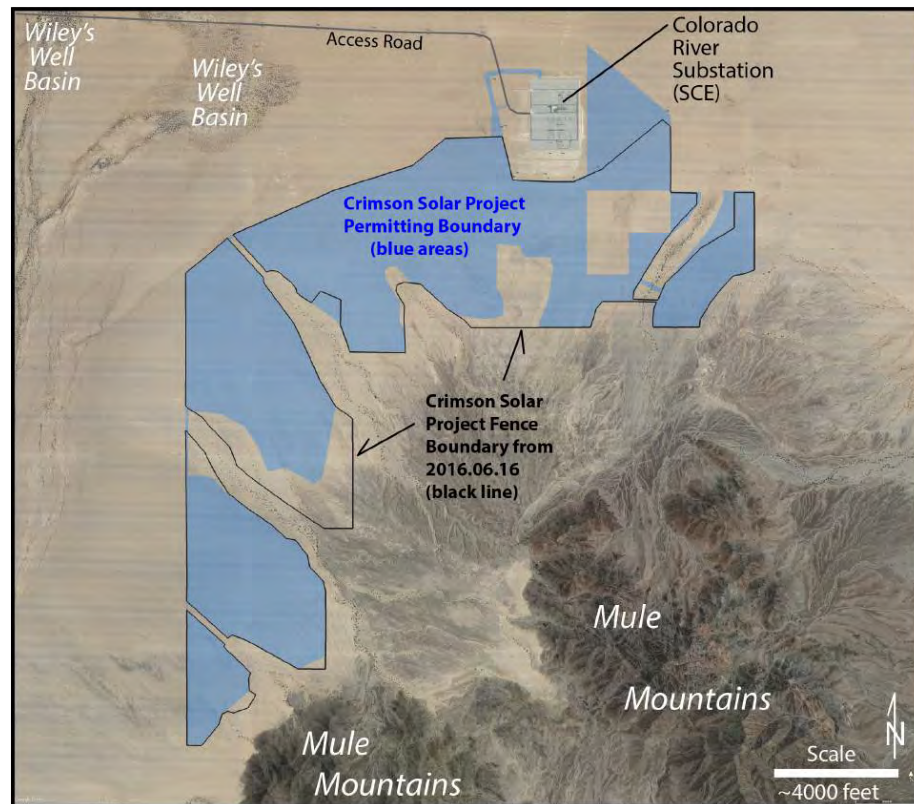 Wiley's
Well
Basin
Wiley's
Well
Basin
Access Road
Colorado
River
Substation
(SCE)
Crimson Solar Project
Permitting Boundary
(blue areas)
Crimson Solar
Project Fence
Boundary from
2016.06.16
(black line)
Mule
Mountains
Mule
Mountains
N
Scale
~4000 feet